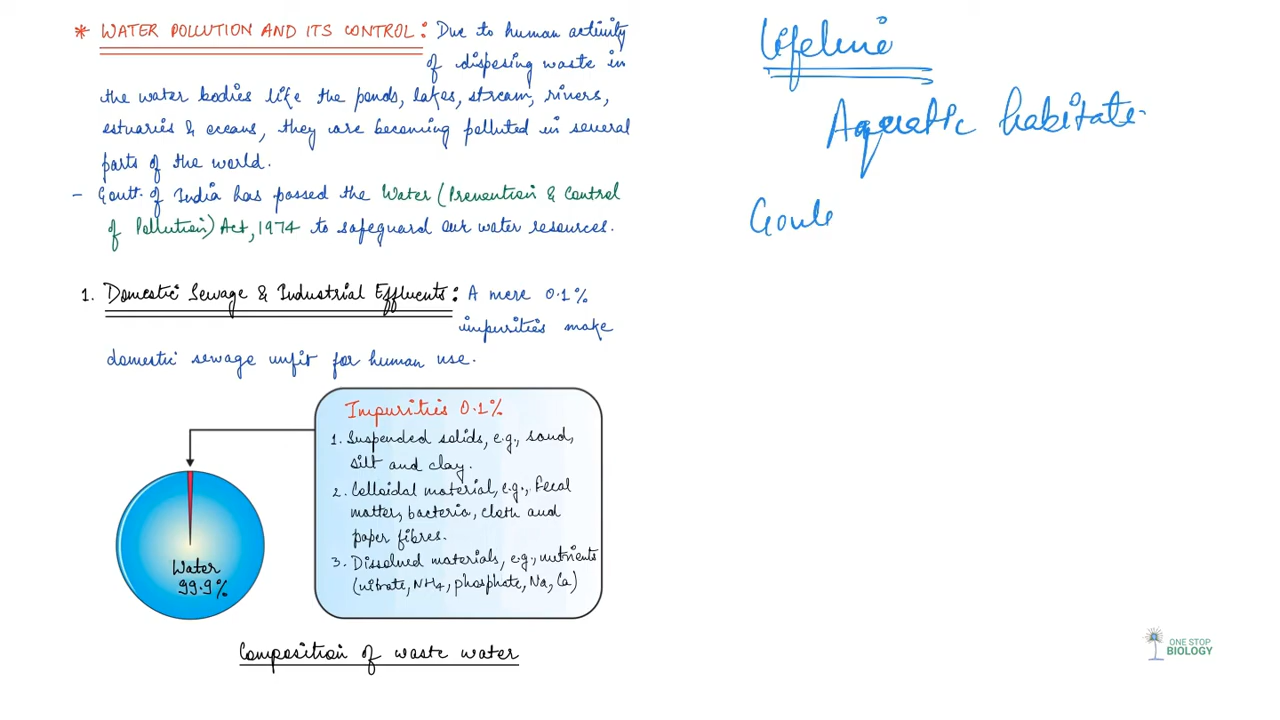 * WATER POLLUTION AND ITS CONTROL: Due to human activity
of disposing waste in
the water bodies like the ponds, lakes, stream, rivers,
estuaries & oceans, they are becoming polluted in several
parts of the world.
- Govtt. of India has passed the Water (Prevention & Control
of Pollution) Act, 1974 to safeguard our water resources.
1. Domestic Sewage & Industrial Effluents: A mere 0.1%
impurities make
domestic sewage unfit for human use.
Impurities 0.1%
1. Suspended solids, e.g., sand,
silt and clay.
2. Colloidal material, e.g., Fecal
matter, bacteria, cloth and
paper fibres.
3. Dissolved materials, e.g., nutrients
(nitrate, NH4, phosphate, Na, Ca)
Water
99.9%
Composition of waste water
Lifeline
Aquatic habitate
ONE STOP
BIOLOGY